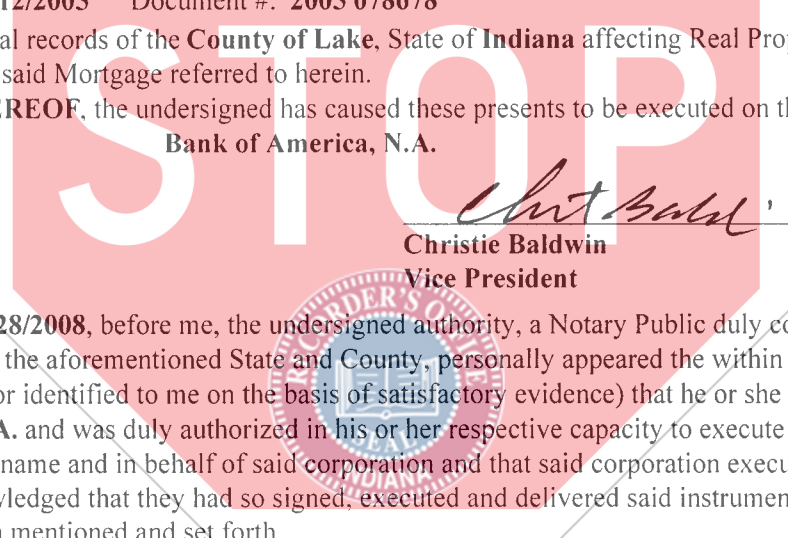 12/2005 Document #: 2005 078678
al records of the County of Lake, State of Indiana affecting Real Prop
said Mortgage referred to herein.
EREOF, the undersigned has caused these presents to be executed on th
Bank of America, N.A.
STOP
Christie Baldwin
Vice President
28/2008, before me, the undersigned authority, a Notary Public duly co
the aforementioned State and County, personally appeared the within
or identified to me on the basis of satisfactory evidence) that he or she
A. and was duly authorized in his or her respective capacity to execute
name and in behalf of said corporation and that said corporation execu
wledged that they had so signed, executed and delivered said instrumen
n mentioned and set forth
RECORDER'S OFFICE
SEAL
INDIANA